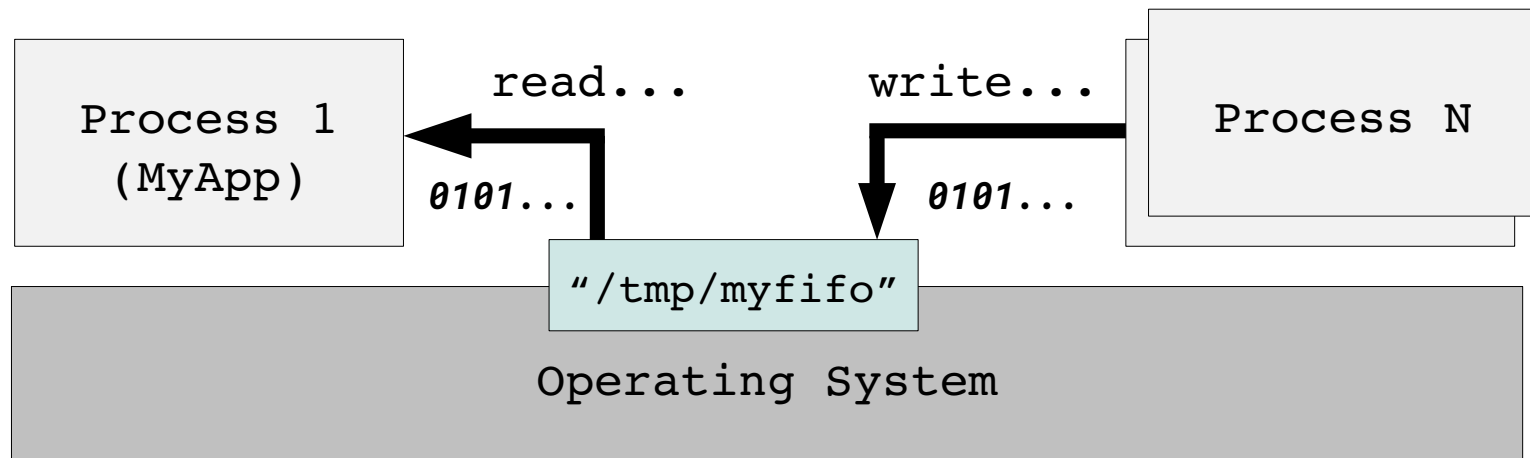 read...
write...
Process 1
(MyApp)
Process N
0101...
0101...
“/tmp/myfifo”
Operating System